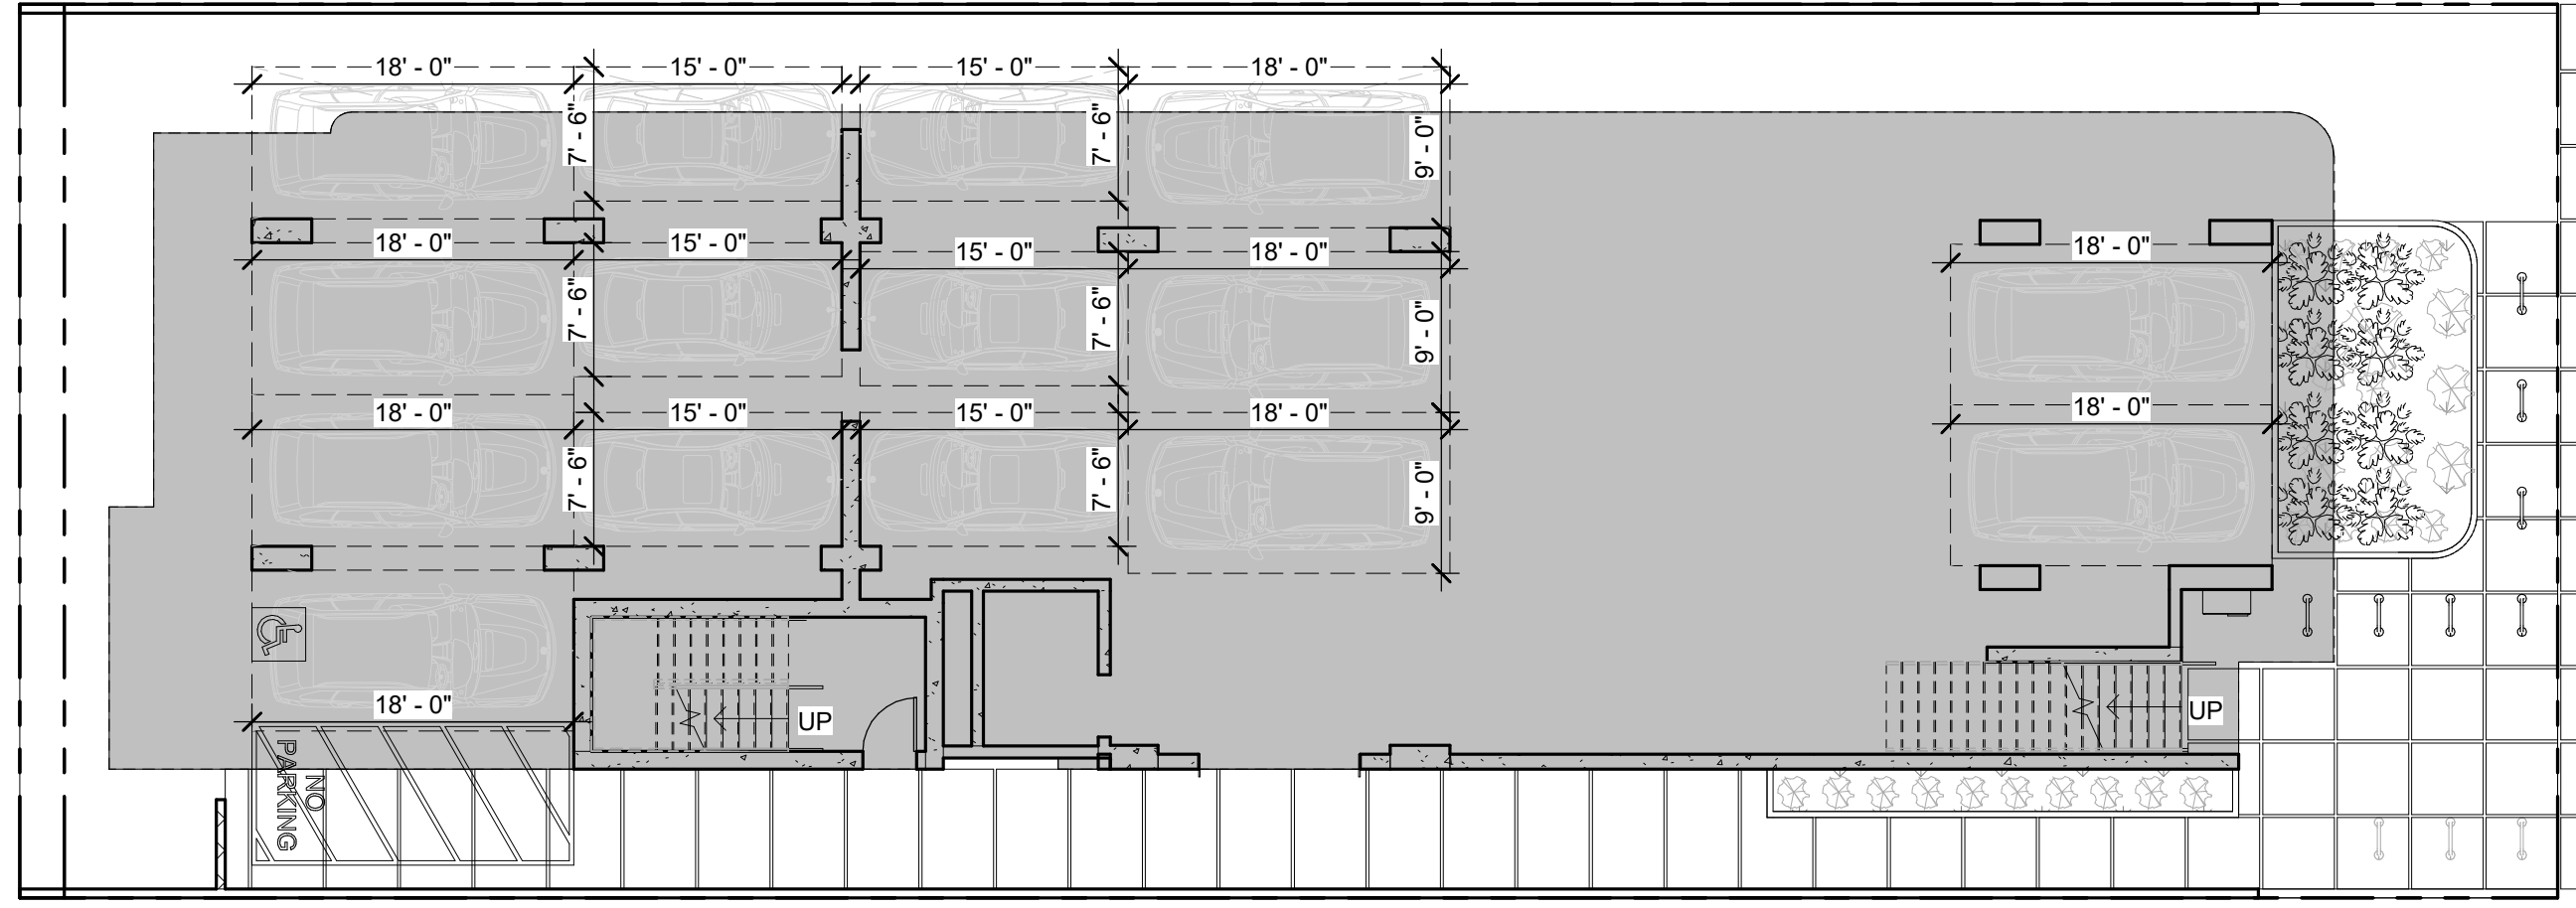 18' - 0" 15' - 0" 15' - 0" 18' - 0"
7' - 6" 7' - 6" 9' - 0"
18' - 0" 15' - 0" 15' - 0" 18' - 0" 18' - 0"
7' - 6" 7' - 6" 9' - 0"
18' - 0" 15' - 0" 15' - 0" 18' - 0" 18' - 0"
7' - 6" 7' - 6" 9' - 0"
18' - 0"
UP
UP
NO
PARKING